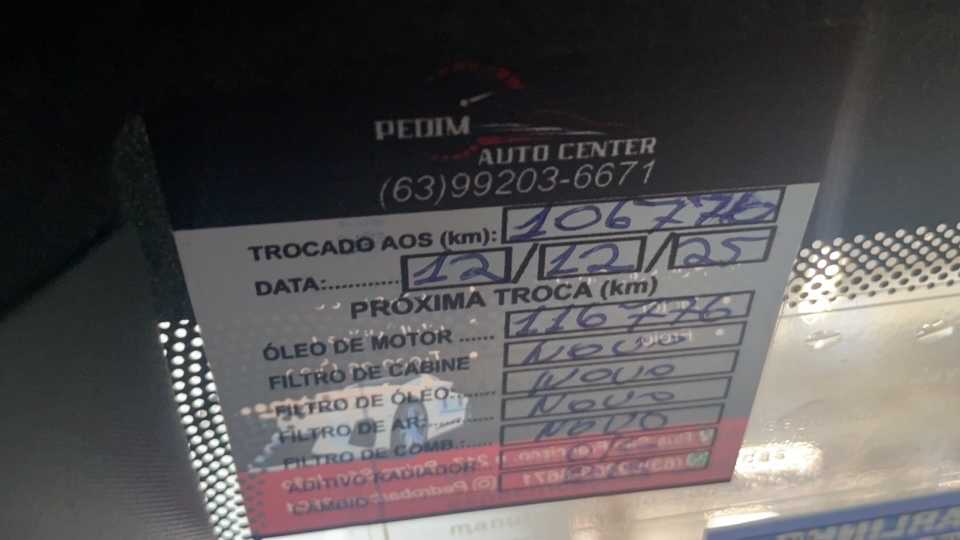 PEDIM
AUTO CENTER
(63)99203-6671
TROCADO AOS (km): 106776
DATA:........... 12/12/25
PRÓXIMA TROCA (km)
ÓLEO DE MOTOR ...... 116776
FILTRO DE CABINE NOVO
FILTRO DE ÓLEO:....... NOVO
FILTRO DE AR:........... NOVO
FILTRO DE COMB.:..... NOVO
ADITIVO RADIADOR:
CAMBIO